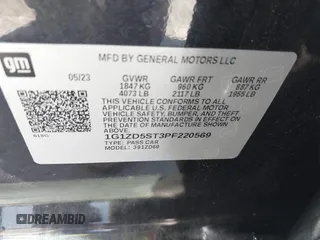 gm
MFD BY GENERAL MOTORS LLC
05/23 GVWR GAWR FRT GAWR RR
1847 KG 960 KG 887 KG
4073 LB 2117 LB 1955 LB
THIS VEHICLE CONFORMS TO ALL APPLICABLE
U.S. FEDERAL MOTOR VEHICLE SAFETY, BUMPER, AND
THEFT PREVENTION STANDARDS IN EFFECT ON THE DATE
OF MANUFACTURE SHOWN ABOVE.
1G1ZD5ST3PF220569
TYPE: PASS CAR
DREAMBID